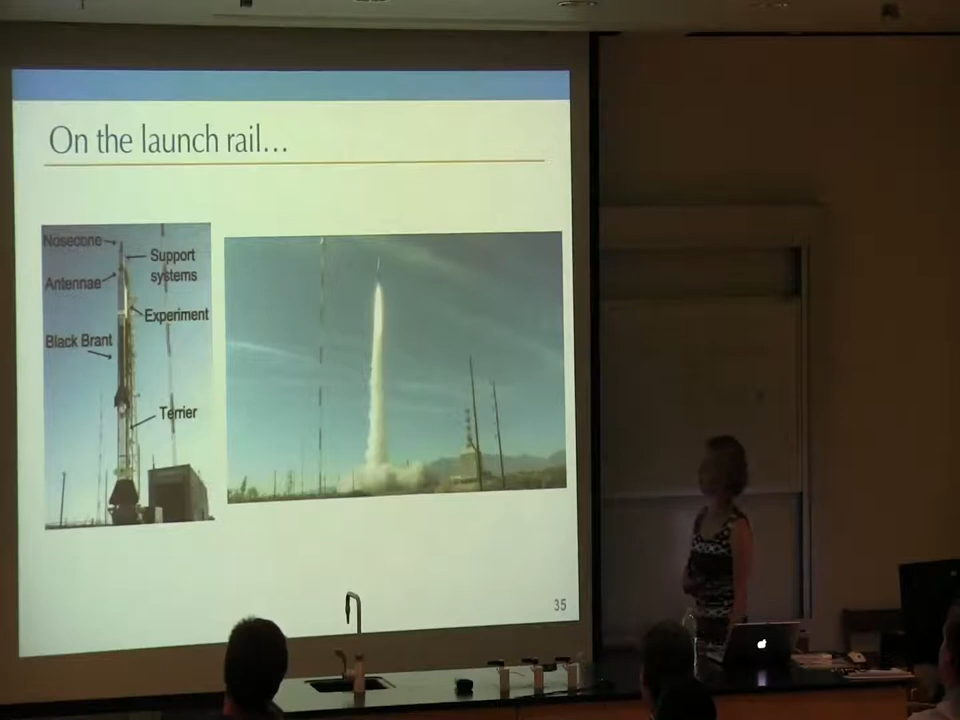 On the launch rail...
Nosecone
Support
systems
Antennae
Experiment
Black Brant
Terrier
35